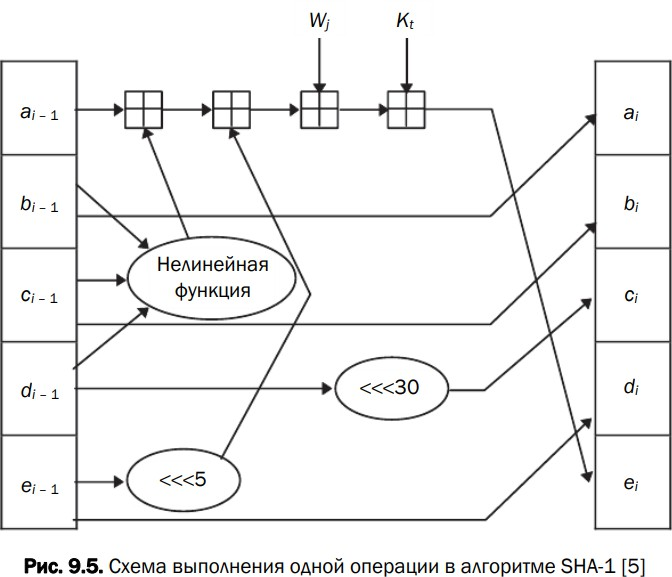 Wⱼ Kₜ
aᵢ₋₁ aᵢ
bᵢ₋₁ bᵢ
Нелинейная
функция
cᵢ₋₁ cᵢ
dᵢ₋₁ <<<30 dᵢ
eᵢ₋₁ <<<5 eᵢ
Рис. 9.5. Схема выполнения одной операции в алгоритме SHA-1 [5]